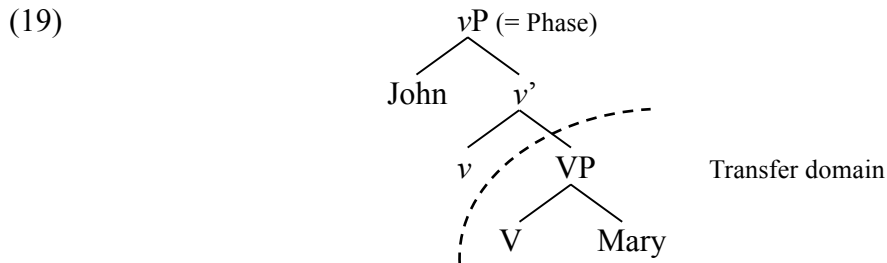 (19) vP (= Phase)
John v’
v VP Transfer domain
V Mary